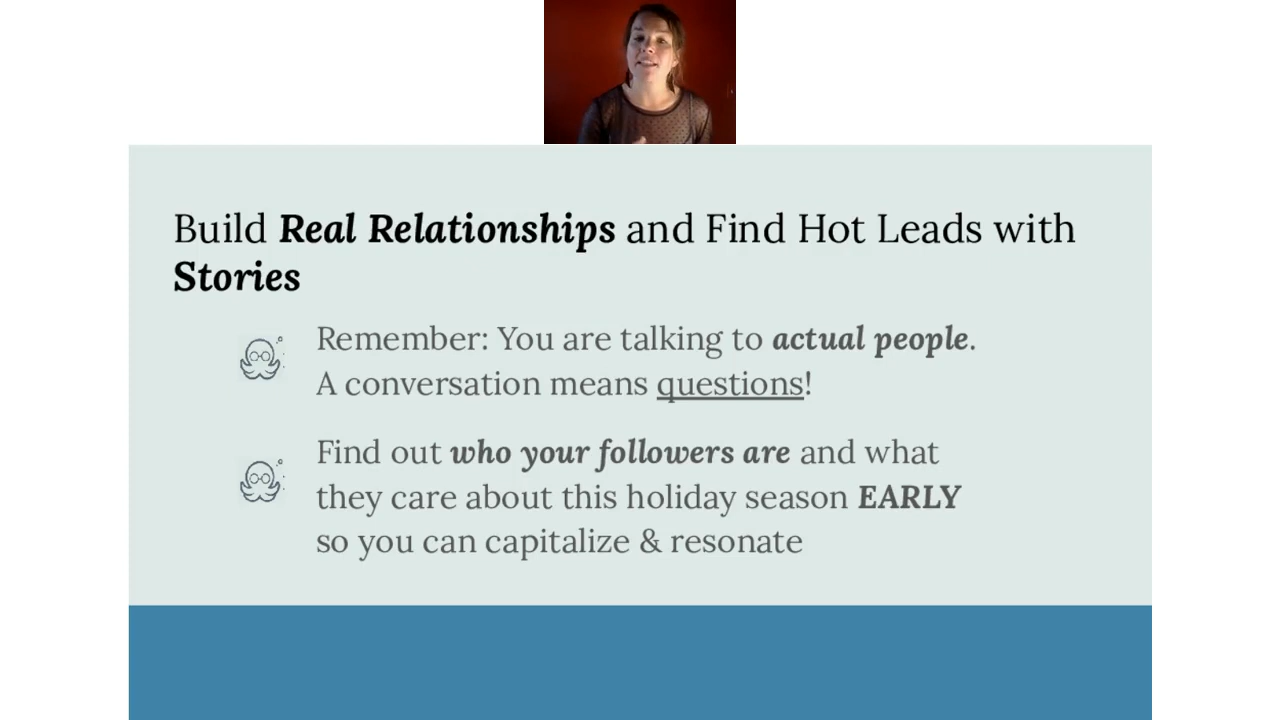 Build Real Relationships and Find Hot Leads with
Stories
Remember: You are talking to actual people.
A conversation means questions!
Find out who your followers are and what
they care about this holiday season EARLY
so you can capitalize & resonate